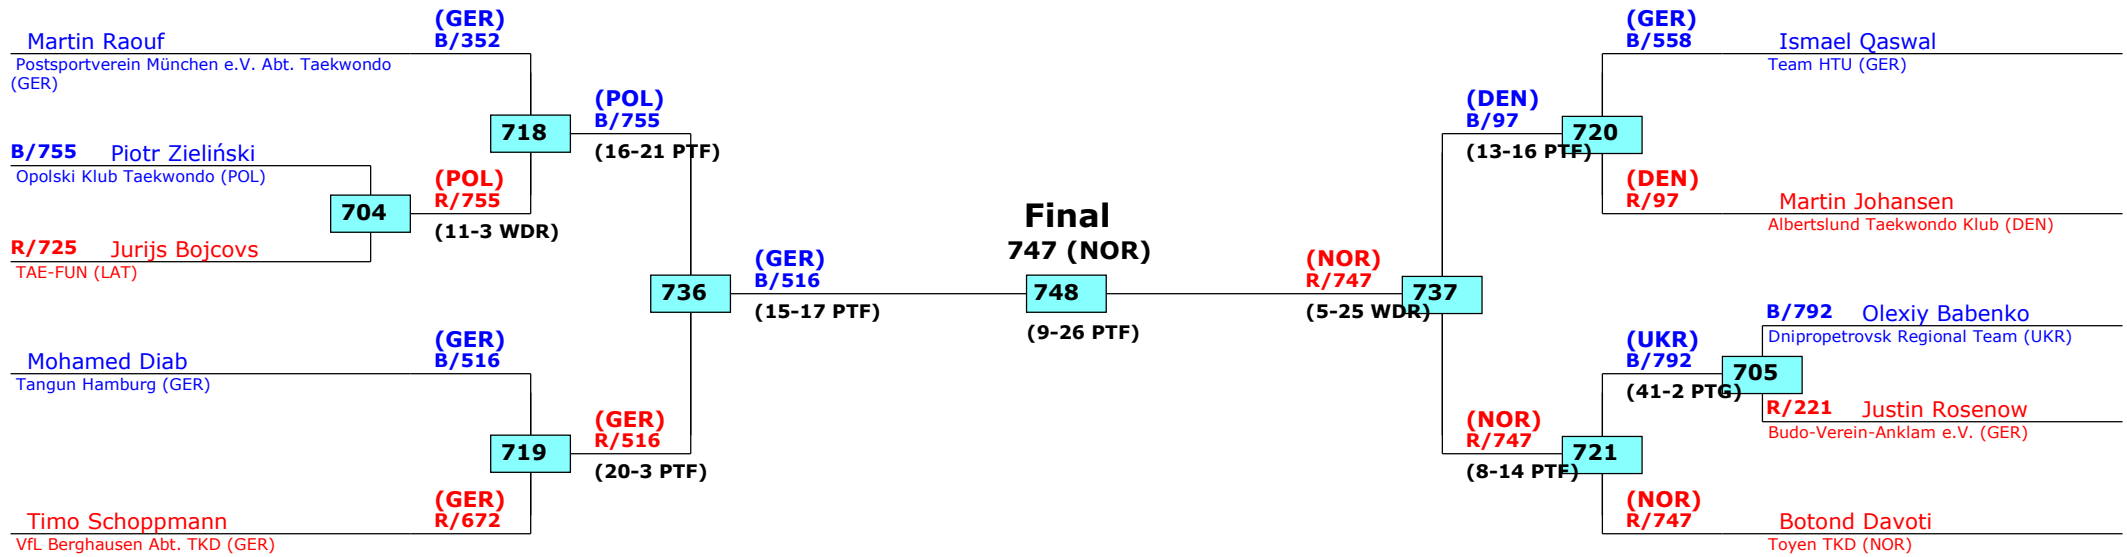 (GER)
B/352
Martin Raouf
Postsportverein München e.V. Abt. Taekwondo
(GER)
718
(POL)
B/755
(16-21 PTF)
B/755 Piotr Zieliński
Opolski Klub Taekwondo (POL)
704
(POL)
R/755
(11-3 WDR)
R/725 Jurijs Bojcovs
TAE-FUN (LAT)
736
(GER)
B/516
(15-17 PTF)
(GER)
B/516
Mohamed Diab
Tangun Hamburg (GER)
719
(GER)
R/516
(20-3 PTF)
(GER)
R/672
Timo Schoppmann
VfL Berghausen Abt. TKD (GER)
Final
747 (NOR)
748
(9-26 PTF)
(GER)
B/558
Ismael Qaswal
Team HTU (GER)
(DEN)
B/97
720
(13-16 PTF)
(DEN)
R/97
Martin Johansen
Albertslund Taekwondo Klub (DEN)
(NOR)
R/747
737
(5-25 WDR)
B/792 Olexiy Babenko
Dnipropetrovsk Regional Team (UKR)
(UKR)
B/792
705
(41-2 PTG)
R/221 Justin Rosenow
Budo-Verein-Anklam e.V. (GER)
(NOR)
R/747
721
(8-14 PTF)
(NOR)
R/747
Botond Davoti
Toyen TKD (NOR)